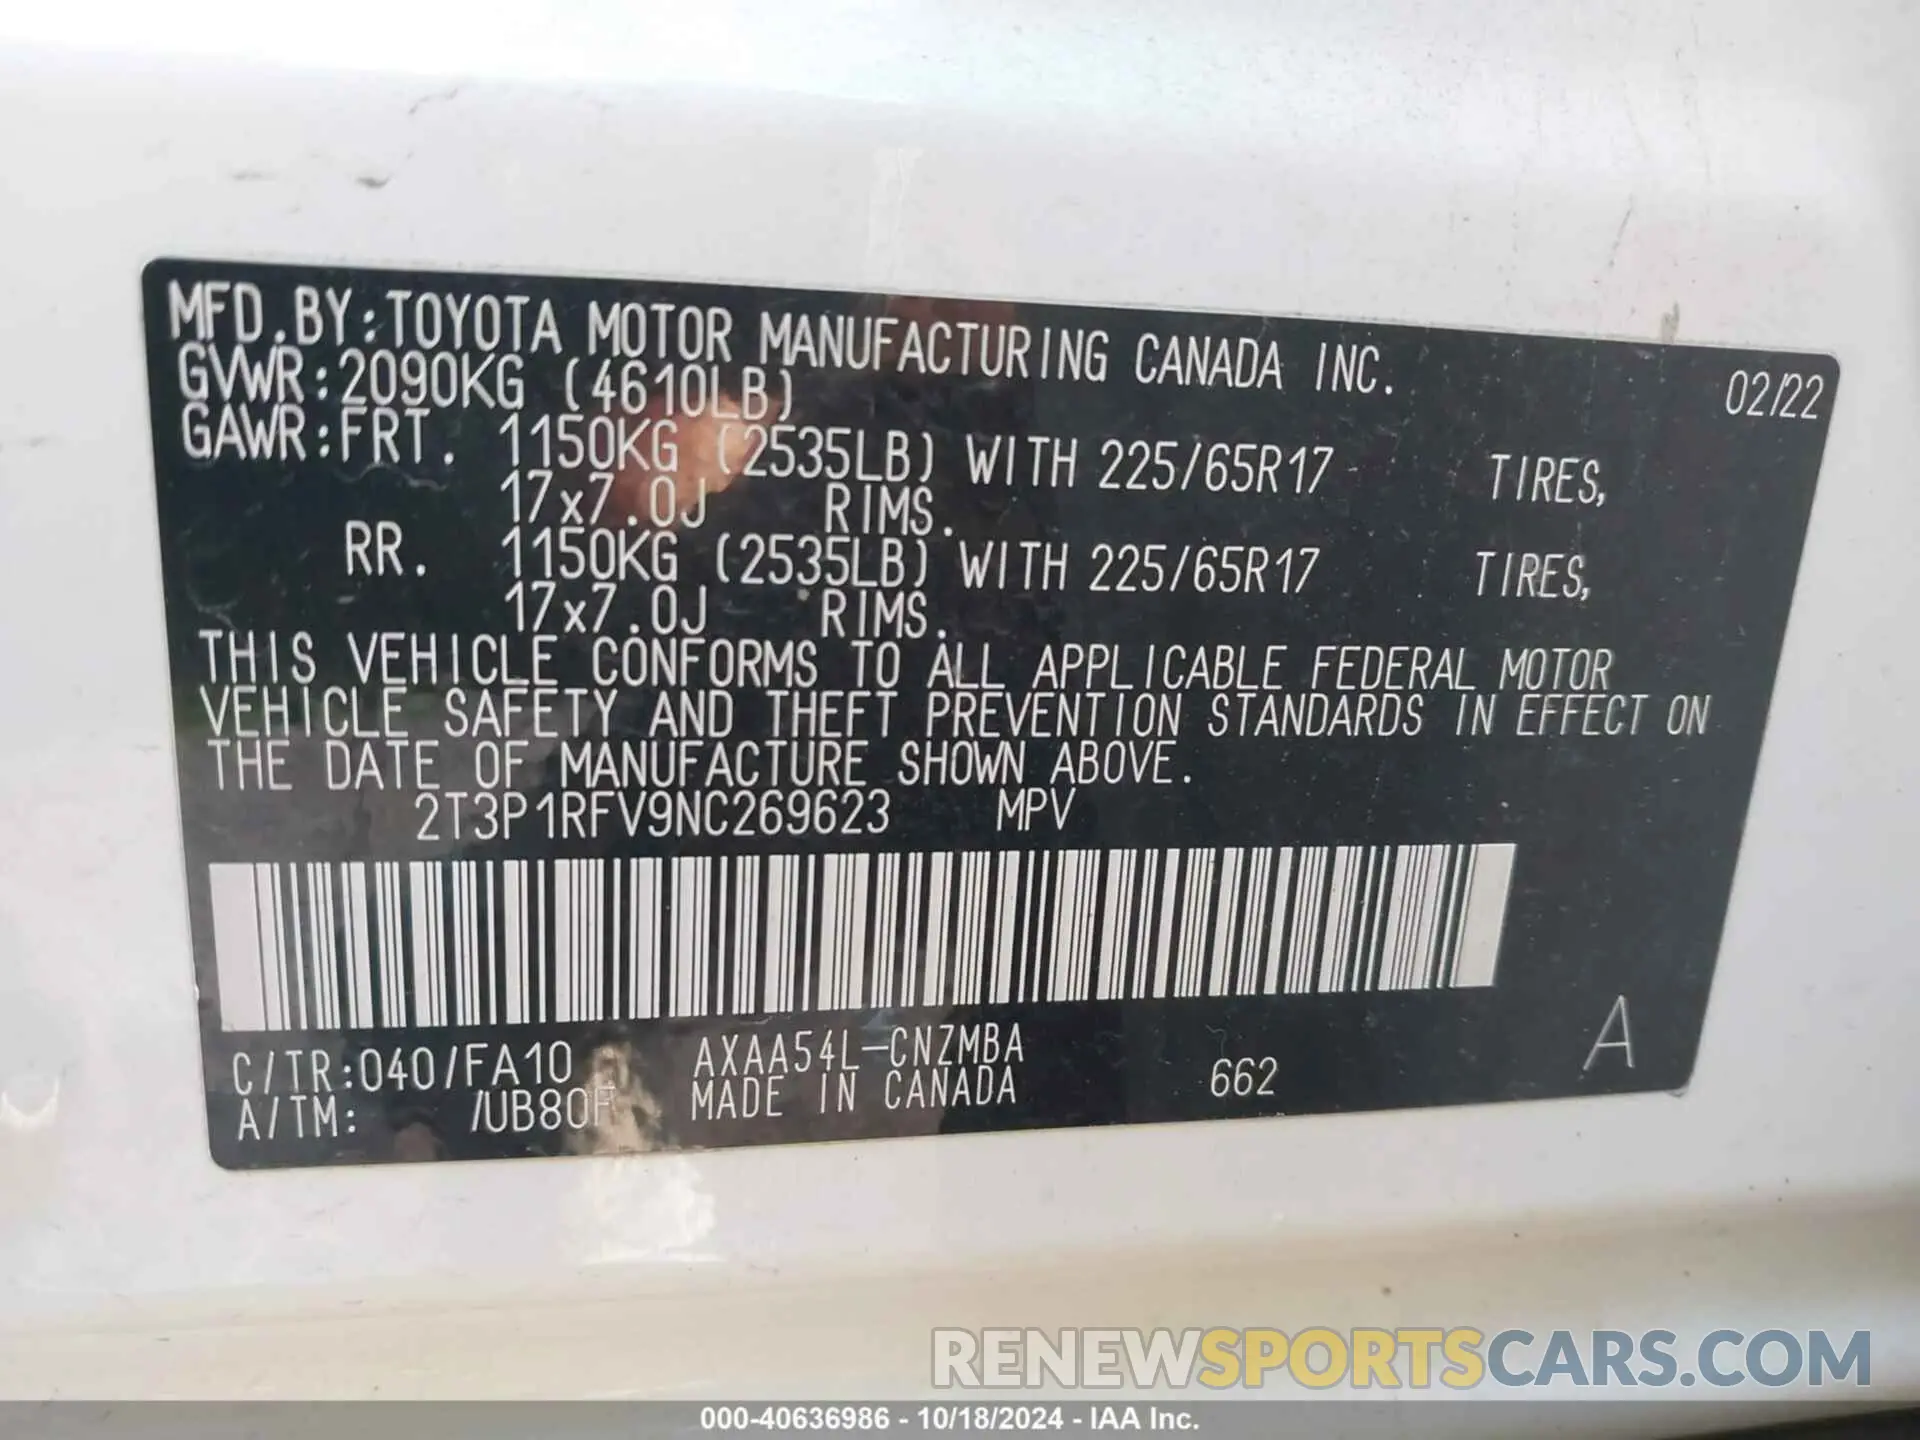 MFD.BY:TOYOTA MOTOR MANUFACTURING CANADA INC. 02/22
GVWR:2090KG (4610LB)
GAWR:FRT. 1150KG (2535LB) WITH 225/65R17 TIRES,
17x7.0J RIMS.
RR. 1150KG (2535LB) WITH 225/65R17 TIRES,
17x7.0J RIMS.
THIS VEHICLE CONFORMS TO ALL APPLICABLE FEDERAL MOTOR
VEHICLE SAFETY AND THEFT PREVENTION STANDARDS IN EFFECT ON
THE DATE OF MANUFACTURE SHOWN ABOVE.
2T3P1RFV9NC269623 MPV
C/TR:040/FA10 AXAA54L-CNZMBA
A/TM: /UB80F MADE IN CANADA 662 A
RENEWSPORTSCARS.COM
000-40636986 - 10/18/2024 - IAA Inc.